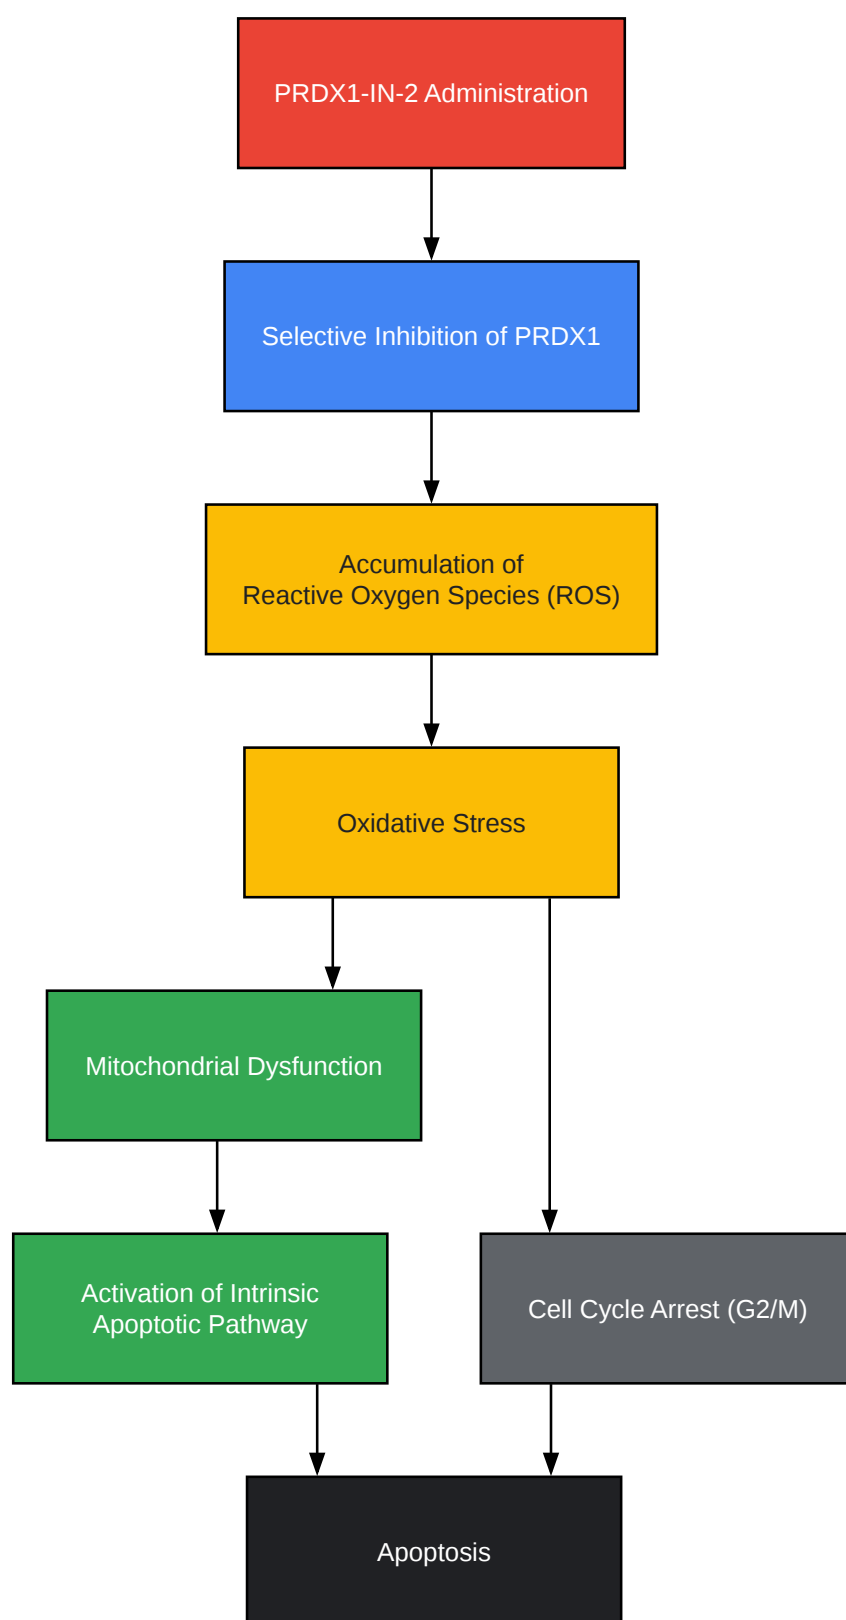 PRDX1-IN-2 Administration
Selective Inhibition of PRDX1
Accumulation of
Reactive Oxygen Species (ROS)
Oxidative Stress
Mitochondrial Dysfunction
Activation of Intrinsic
Apoptotic Pathway
Cell Cycle Arrest (G2/M)
Apoptosis